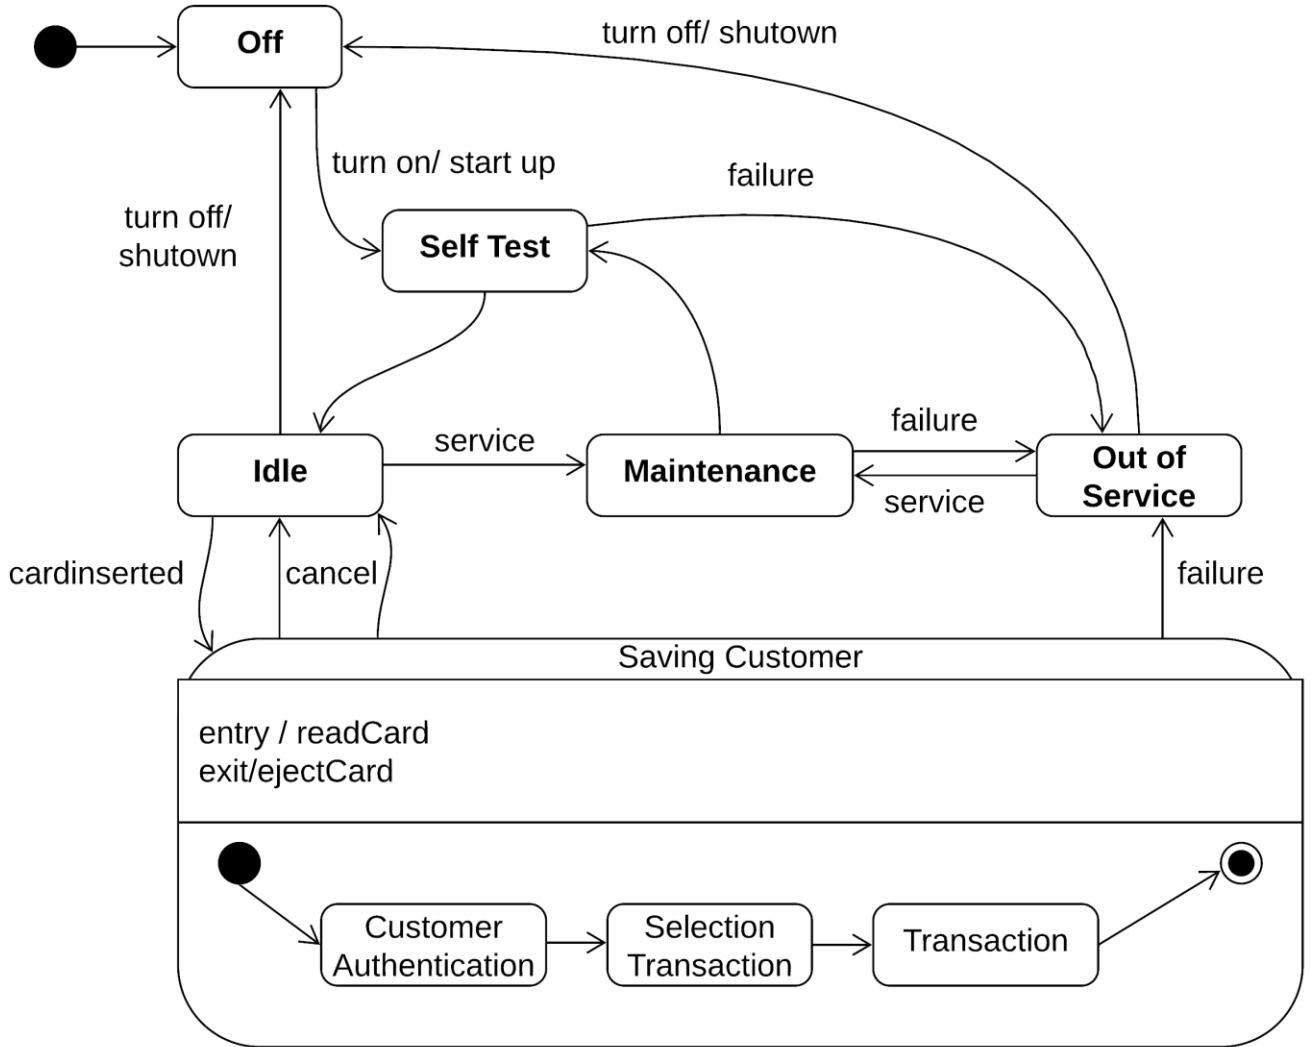 Off
turn off/ shutown
turn on/ start up
failure
turn off/
shutown
Self Test
Idle
service
Maintenance
failure
service
Out of
Service
cardinserted
cancel
failure
Saving Customer
entry / readCard
exit/ejectCard
Customer
Authentication
Selection
Transaction
Transaction